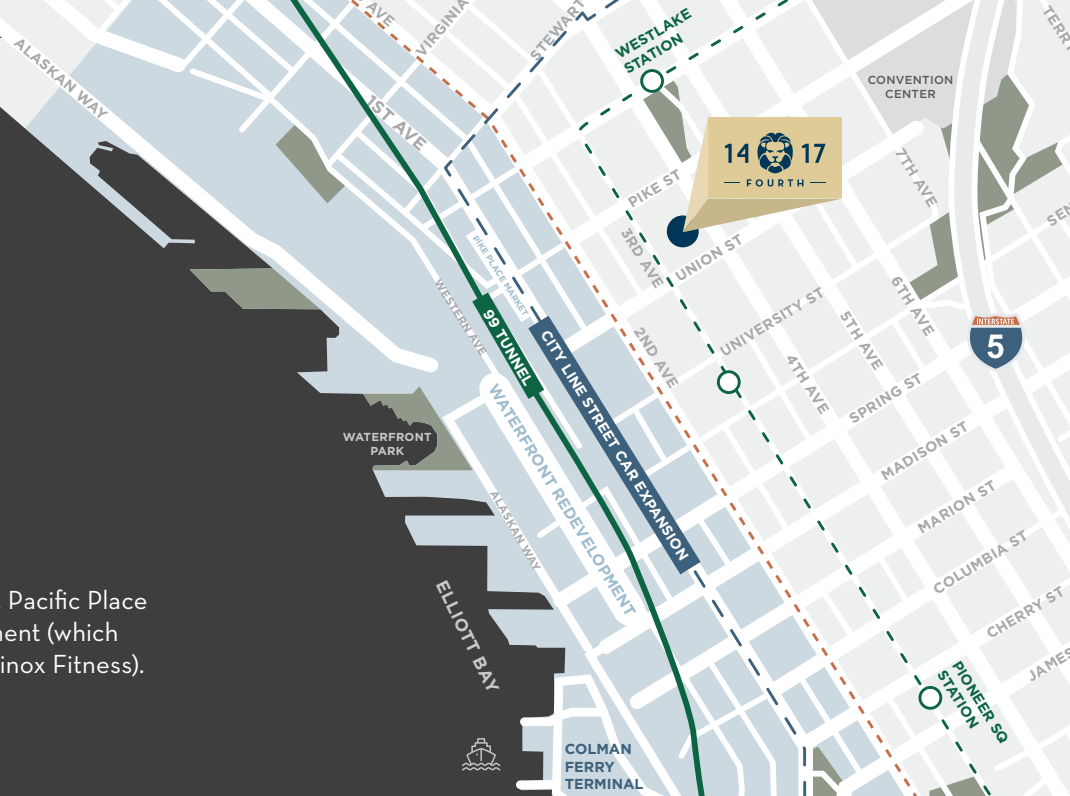 AVE
VIRGINIA
STEWART
WESTLAKE
STATION
ALASKAN WAY
1ST AVE
CONVENTION
CENTER
TERRY
14 17
FOURTH
7TH AVE
PIKE ST
3RD AVE
UNION ST
SEN
PIKE PLACE MARKET
WESTERN AVE
99 TUNNEL
CITY LINE STREET CAR EXPANSION
2ND AVE
UNIVERSITY ST
6TH AVE
5TH AVE
4TH AVE
INTERSTATE
5
SPRING ST
MADISON ST
MARION ST
COLUMBIA ST
CHERRY ST
JAMES
WATERFRONT
PARK
WATERFRONT REDEVELOPMENT
ALASKAN WAY
ELLIOTT BAY
Pacific Place
ment (which
inox Fitness).
PIONEER SQ
STATION
COLMAN
FERRY
TERMINAL